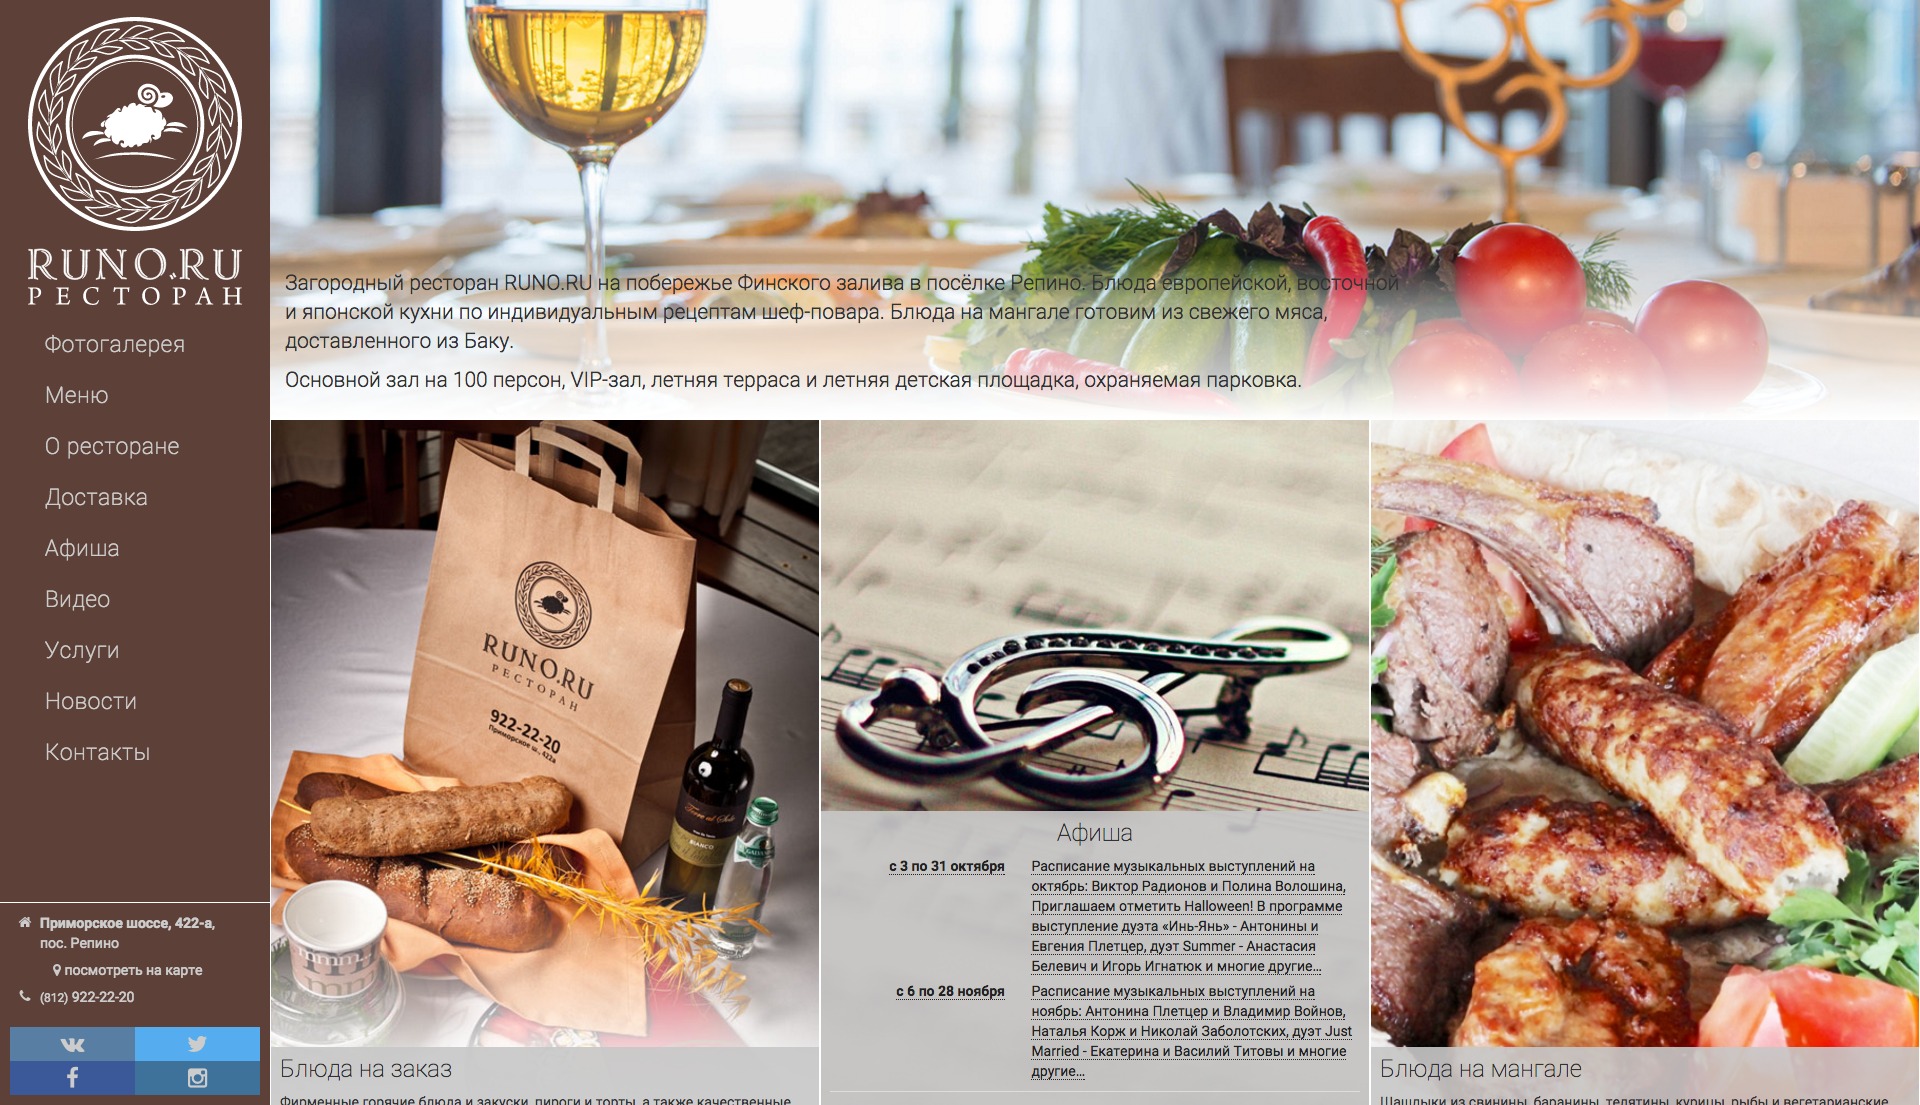 RUNO.RU
РЕСТОРАН
Фотогалерея
Меню
О ресторане
Доставка
Афиша
Видео
Услуги
Новости
Контакты
Приморское шоссе, 422-а,
пос. Репино
посмотреть на карте
(812) 922-22-20
Загородный ресторан RUNO.RU на побережье Финского залива в посёлке Репино. Блюда европейской, восточной
и японской кухни по индивидуальным рецептам шеф-повара. Блюда на мангале готовим из свежего мяса,
доставленного из Баку.
Основной зал на 100 персон, VIP-зал, летняя терраса и летняя детская площадка, охраняемая парковка.
RUNO.RU
РЕСТОРАН
922-22-20
Приморское ш., 422а
BIANCO
Блюда на заказ
Фирменные горячие блюда и закуски, пироги и торты, а также качественные
Афиша
с 3 по 31 октября
Расписание музыкальных выступлений на
октябрь: Виктор Радионов и Полина Волошина,
Приглашаем отметить Halloween! В программе
выступление дуэта «Инь-Янь» - Антонины и
Евгения Плетцер, дуэт Summer - Анастасия
Белевич и Игорь Игнатюк и многие другие...
с 6 по 28 ноября
Расписание музыкальных выступлений на
ноябрь: Антонина Плетцер и Владимир Войнов,
Наталья Корж и Николай Заболотских, дуэт Just
Married - Екатерина и Василий Титовы и многие
другие...
Блюда на мангале
Шашлыки из свинины, баранины, телятины, курицы, рыбы и вегетарианские